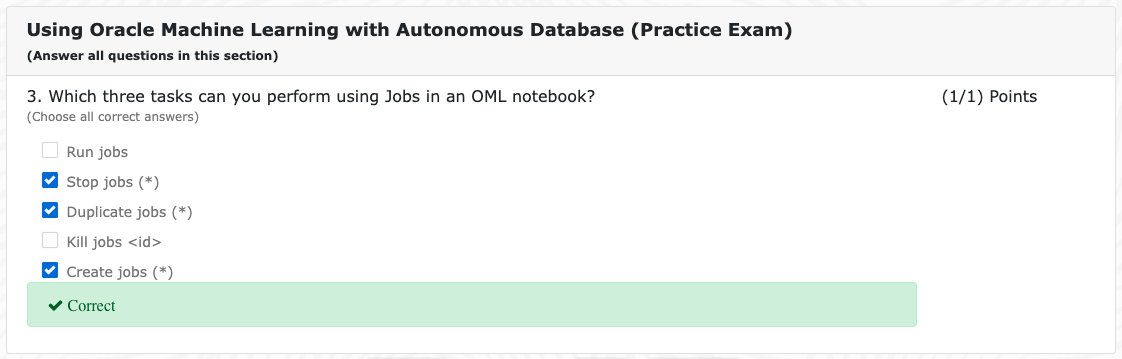 Using Oracle Machine Learning with Autonomous Database (Practice Exam)
(Answer all questions in this section)
3. Which three tasks can you perform using Jobs in an OML notebook?
(1/1) Points
(Choose all correct answers)
Run jobs
Stop jobs (*)
Duplicate jobs (*)
Kill jobs <id>
Create jobs (*)
Correct